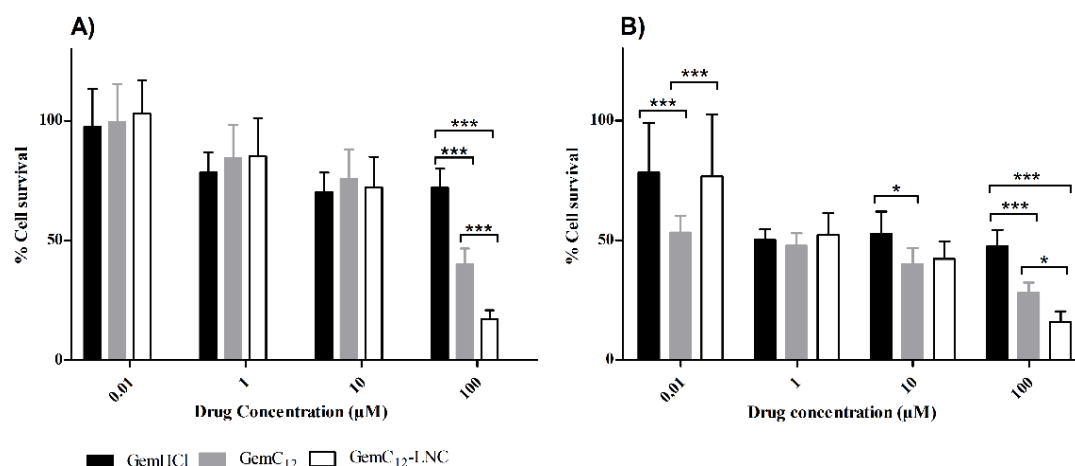 A)
B)
% Cell survival
100
50
0
*** *** ***
0.01 1 10 100
Drug Concentration (µM)
% Cell survival
100
50
0
*** *** * *** *** *
0.01 1 10 100
Drug concentration (µM)
GemHCl GemC12 GemC12-LNC